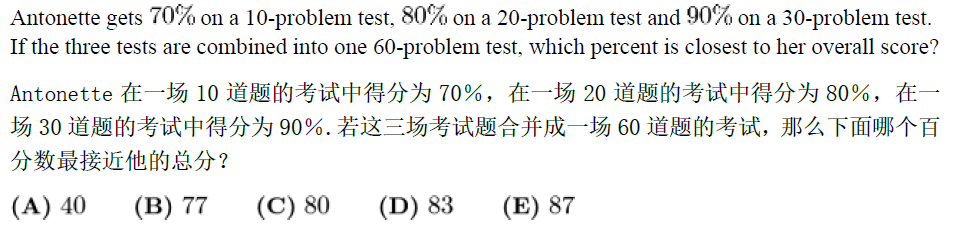 Antonette gets 70% on a 10-problem test, 80% on a 20-problem test and 90% on a 30-problem test.
If the three tests are combined into one 60-problem test, which percent is closest to her overall score?
Antonette 在一场 10 道题的考试中得分为 70%，在一场 20 道题的考试中得分为 80%，在一
场 30 道题的考试中得分为 90%.若这三场考试题合并成一场 60 道题的考试，那么下面哪个百
分数最接近他的总分？
(A) 40 (B) 77 (C) 80 (D) 83 (E) 87